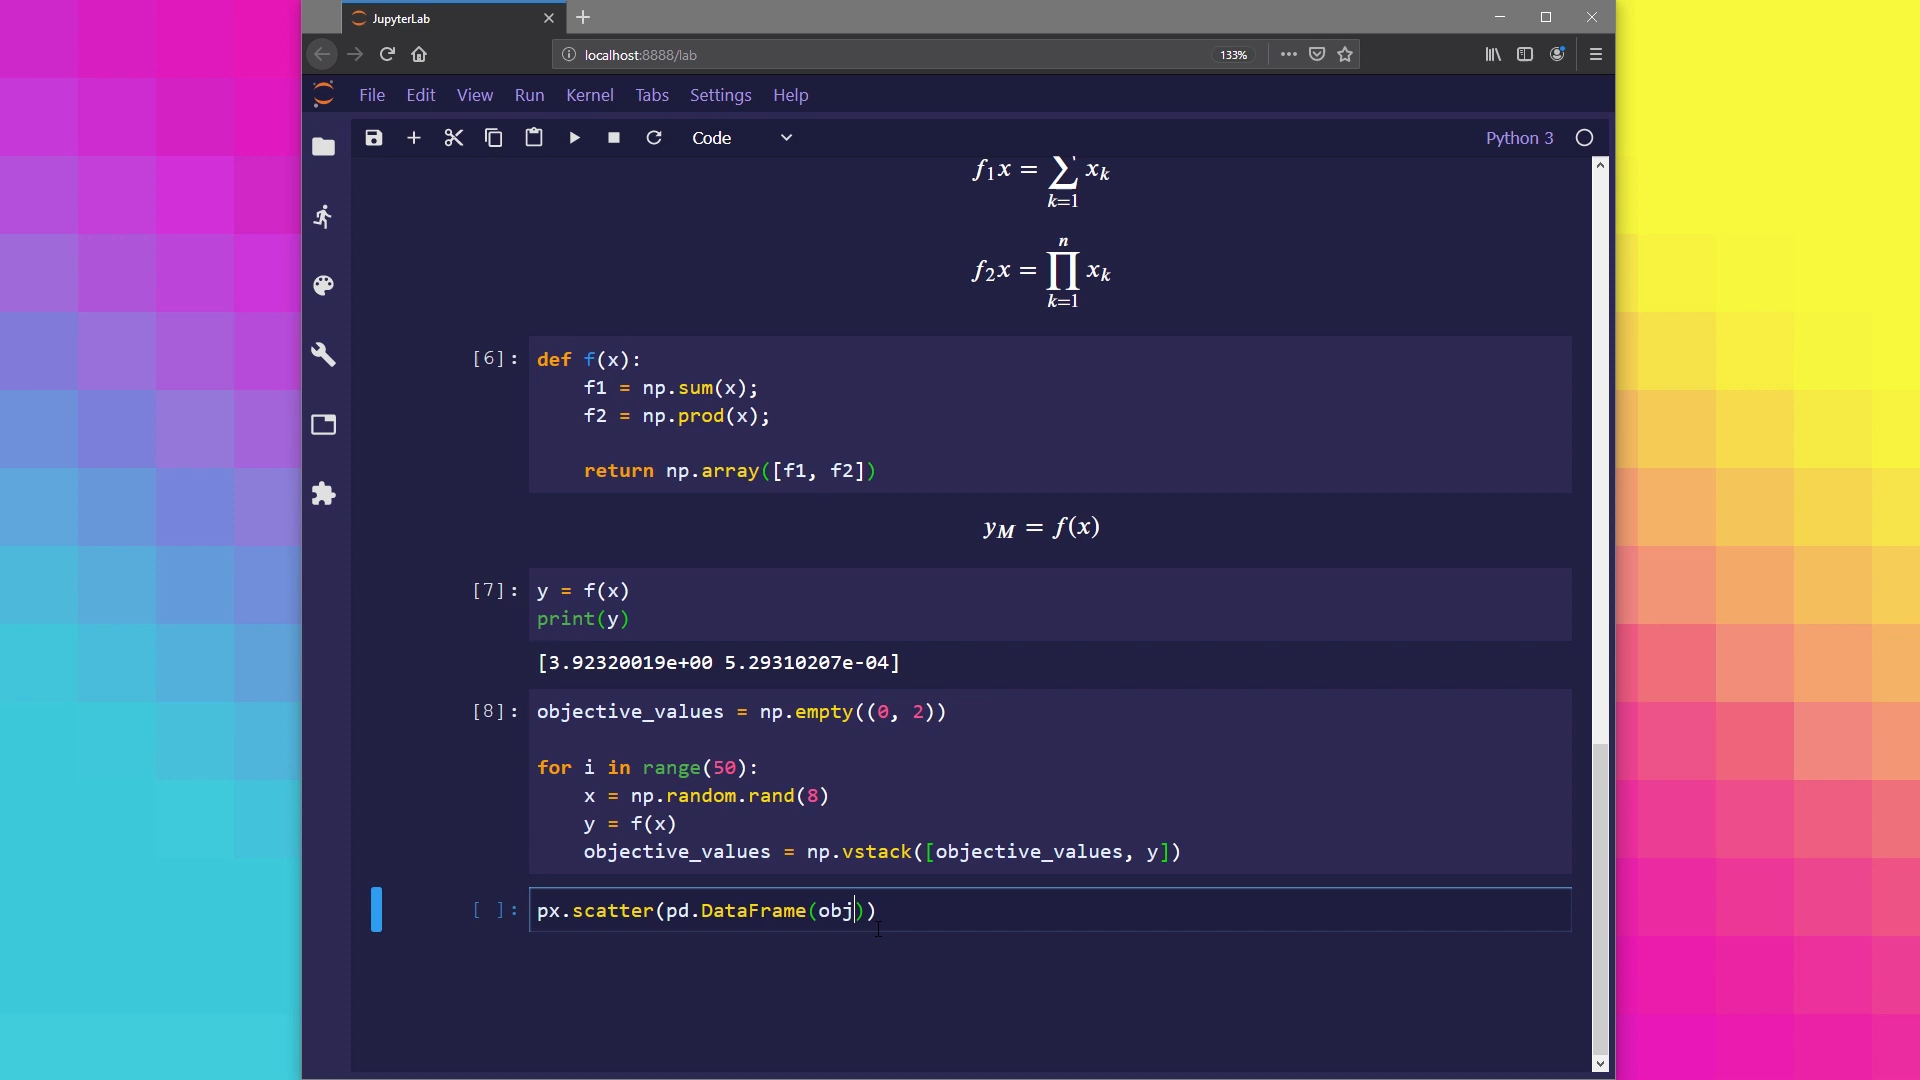 JupyterLab
localhost:8888/lab
133%
File Edit View Run Kernel Tabs Settings Help
Code
Python 3
f₁x = ∑ₖ₌₁ xₖ
f₂x = ∏ₖ₌₁ⁿ xₖ
[6]: def f(x):
f1 = np.sum(x);
f2 = np.prod(x);
return np.array([f1, f2])
y_M = f(x)
[7]: y = f(x)
print(y)
[3.92320019e+00 5.29310207e-04]
[8]: objective_values = np.empty((0, 2))
for i in range(50):
x = np.random.rand(8)
y = f(x)
objective_values = np.vstack([objective_values, y])
[ ]: px.scatter(pd.DataFrame(obj))